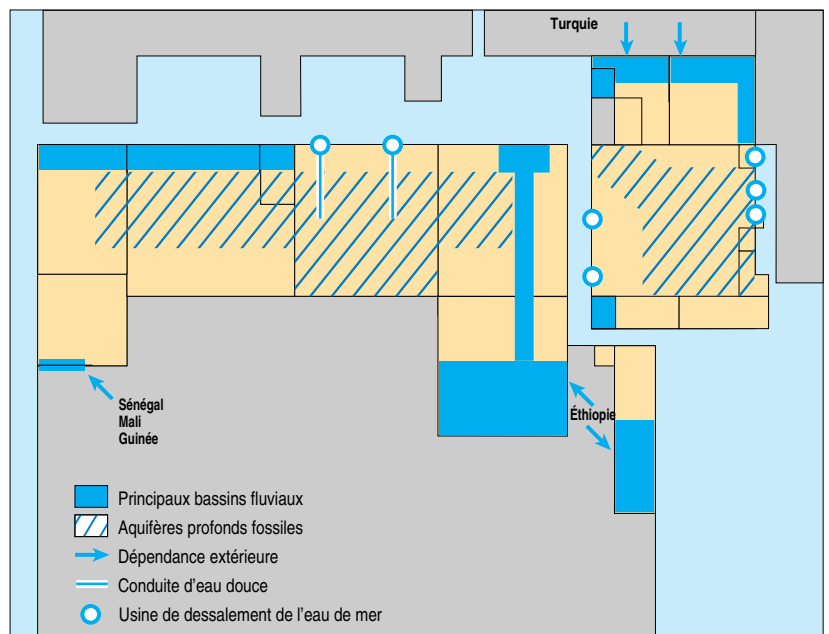 Turquie
Sénégal
Mali
Guinée
Éthiopie
Principaux bassins fluviaux
Aquifères profonds fossiles
Dépendance extérieure
Conduite d'eau douce
Usine de dessalement de l'eau de mer